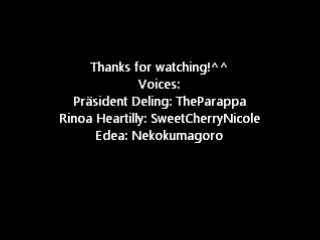 Thanks for watching!^^
Voices:
Präsident Deling: TheParappa
Rinoa Heartilly: SweetCherryNicole
Edea: Nekokumagoro